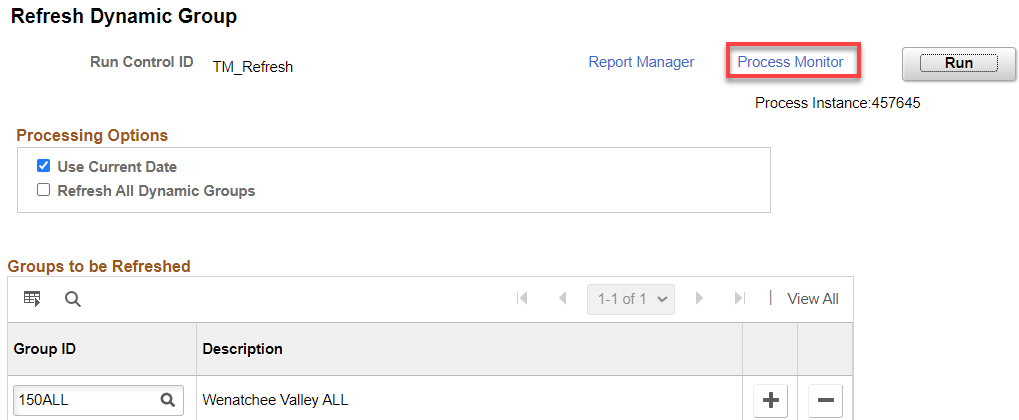 Refresh Dynamic Group
Run Control ID TM_Refresh Report Manager Process Monitor Run
Process Instance:457645
Processing Options
Use Current Date
Refresh All Dynamic Groups
Groups to be Refreshed
1-1 of 1 | View All
Group ID Description
150ALL Wenatchee Valley ALL